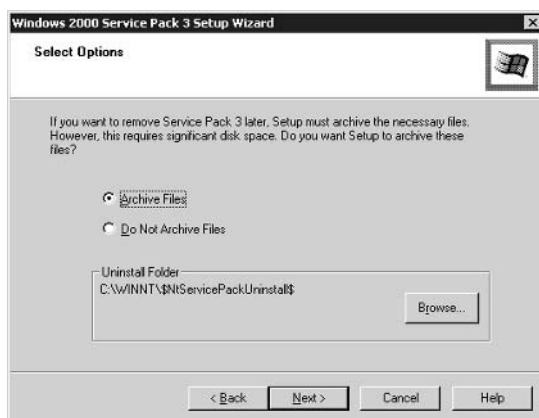 Windows 2000 Service Pack 3 Setup Wizard
Select Options
If you want to remove Service Pack 3 later, Setup must archive the necessary files.
However, this requires significant disk space. Do you want Setup to archive these
files?
Archive Files
Do Not Archive Files
Uninstall Folder
C:\WINNT\$NtServicePackUninstall$
Browse...
< Back Next > Cancel Help